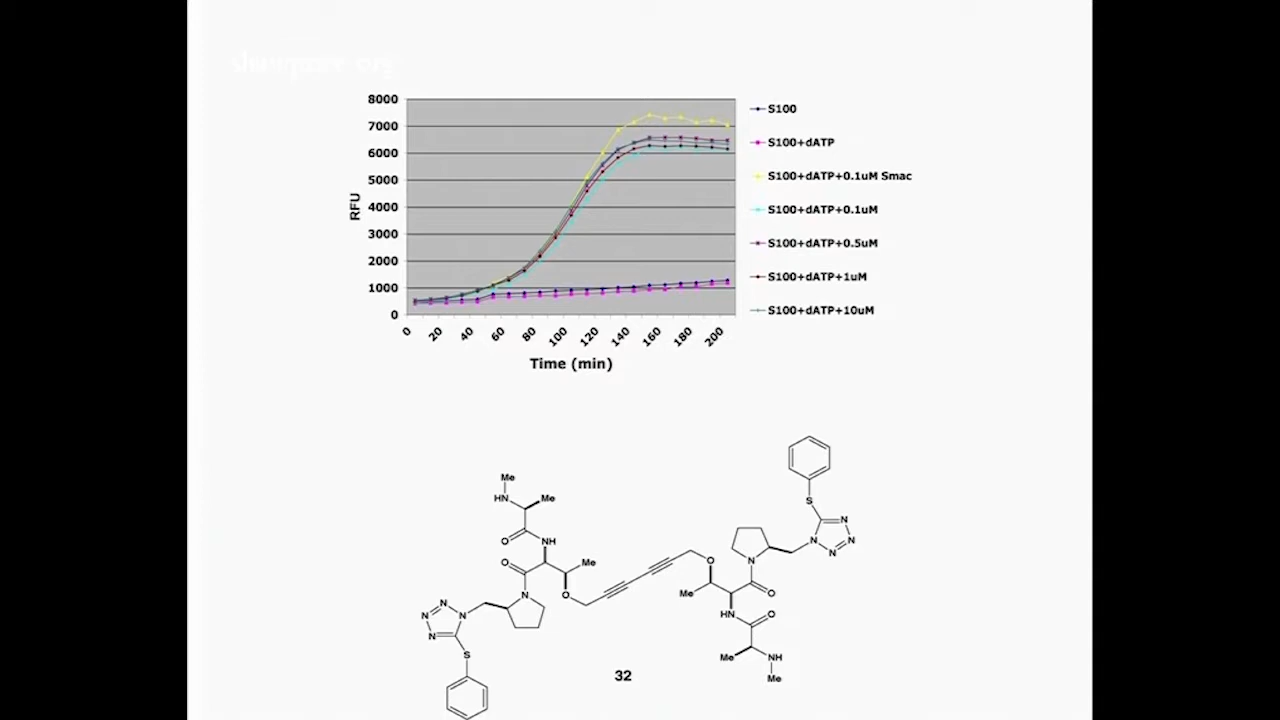 8000
7000
6000
5000
4000
3000
2000
1000
0
RFU
0 20 40 60 80 100 120 140 160 180 200
Time (min)
S100
S100+dATP
S100+dATP+0.1uM Smac
S100+dATP+0.1uM
S100+dATP+0.5uM
S100+dATP+1uM
S100+dATP+10uM
Me
HN Me
O NH
O Me
N O
N N
N N
N
S
S
N
N N
N
O N
Me O
HN O
Me NH
Me
32